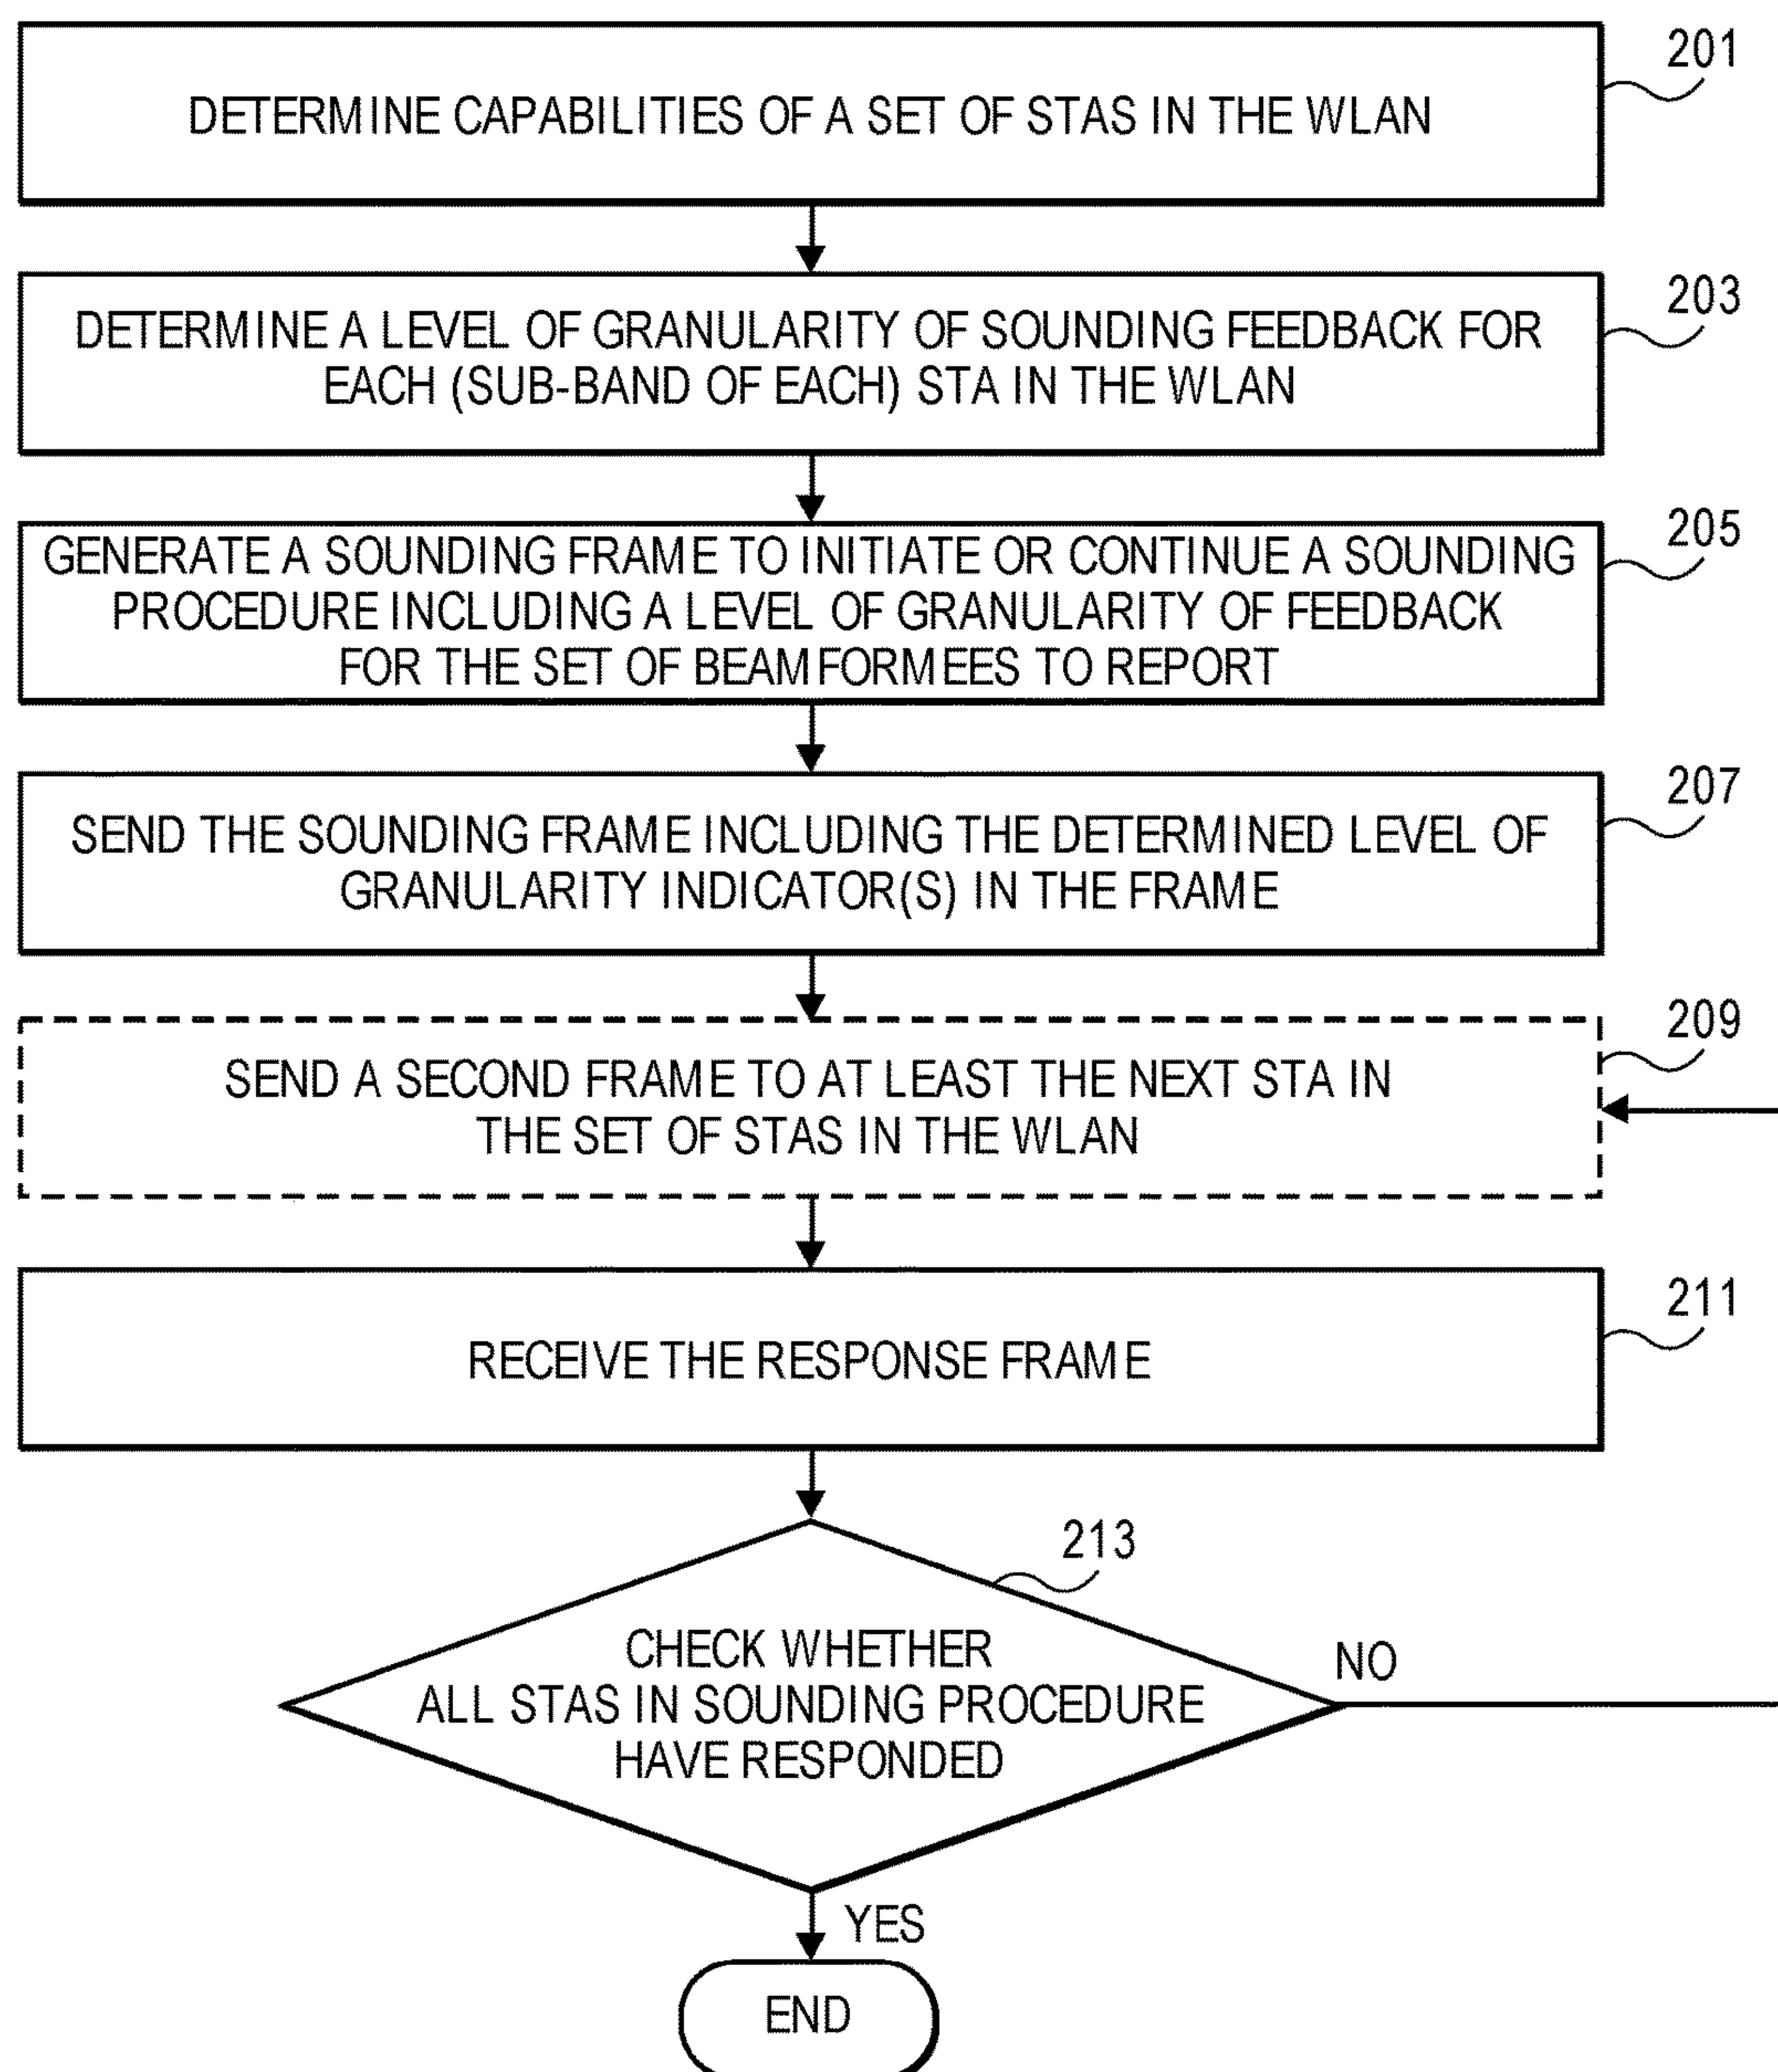 201
DETERMINE CAPABILITIES OF A SET OF STAS IN THE WLAN
203
DETERMINE A LEVEL OF GRANULARITY OF SOUNDING FEEDBACK FOR
EACH (SUB-BAND OF EACH) STA IN THE WLAN
205
GENERATE A SOUNDING FRAME TO INITIATE OR CONTINUE A SOUNDING
PROCEDURE INCLUDING A LEVEL OF GRANULARITY OF FEEDBACK
FOR THE SET OF BEAMFORMEES TO REPORT
207
SEND THE SOUNDING FRAME INCLUDING THE DETERMINED LEVEL OF
GRANULARITY INDICATOR(S) IN THE FRAME
209
SEND A SECOND FRAME TO AT LEAST THE NEXT STA IN
THE SET OF STAS IN THE WLAN
211
RECEIVE THE RESPONSE FRAME
213
CHECK WHETHER
ALL STAS IN SOUNDING PROCEDURE
HAVE RESPONDED
NO
YES
END